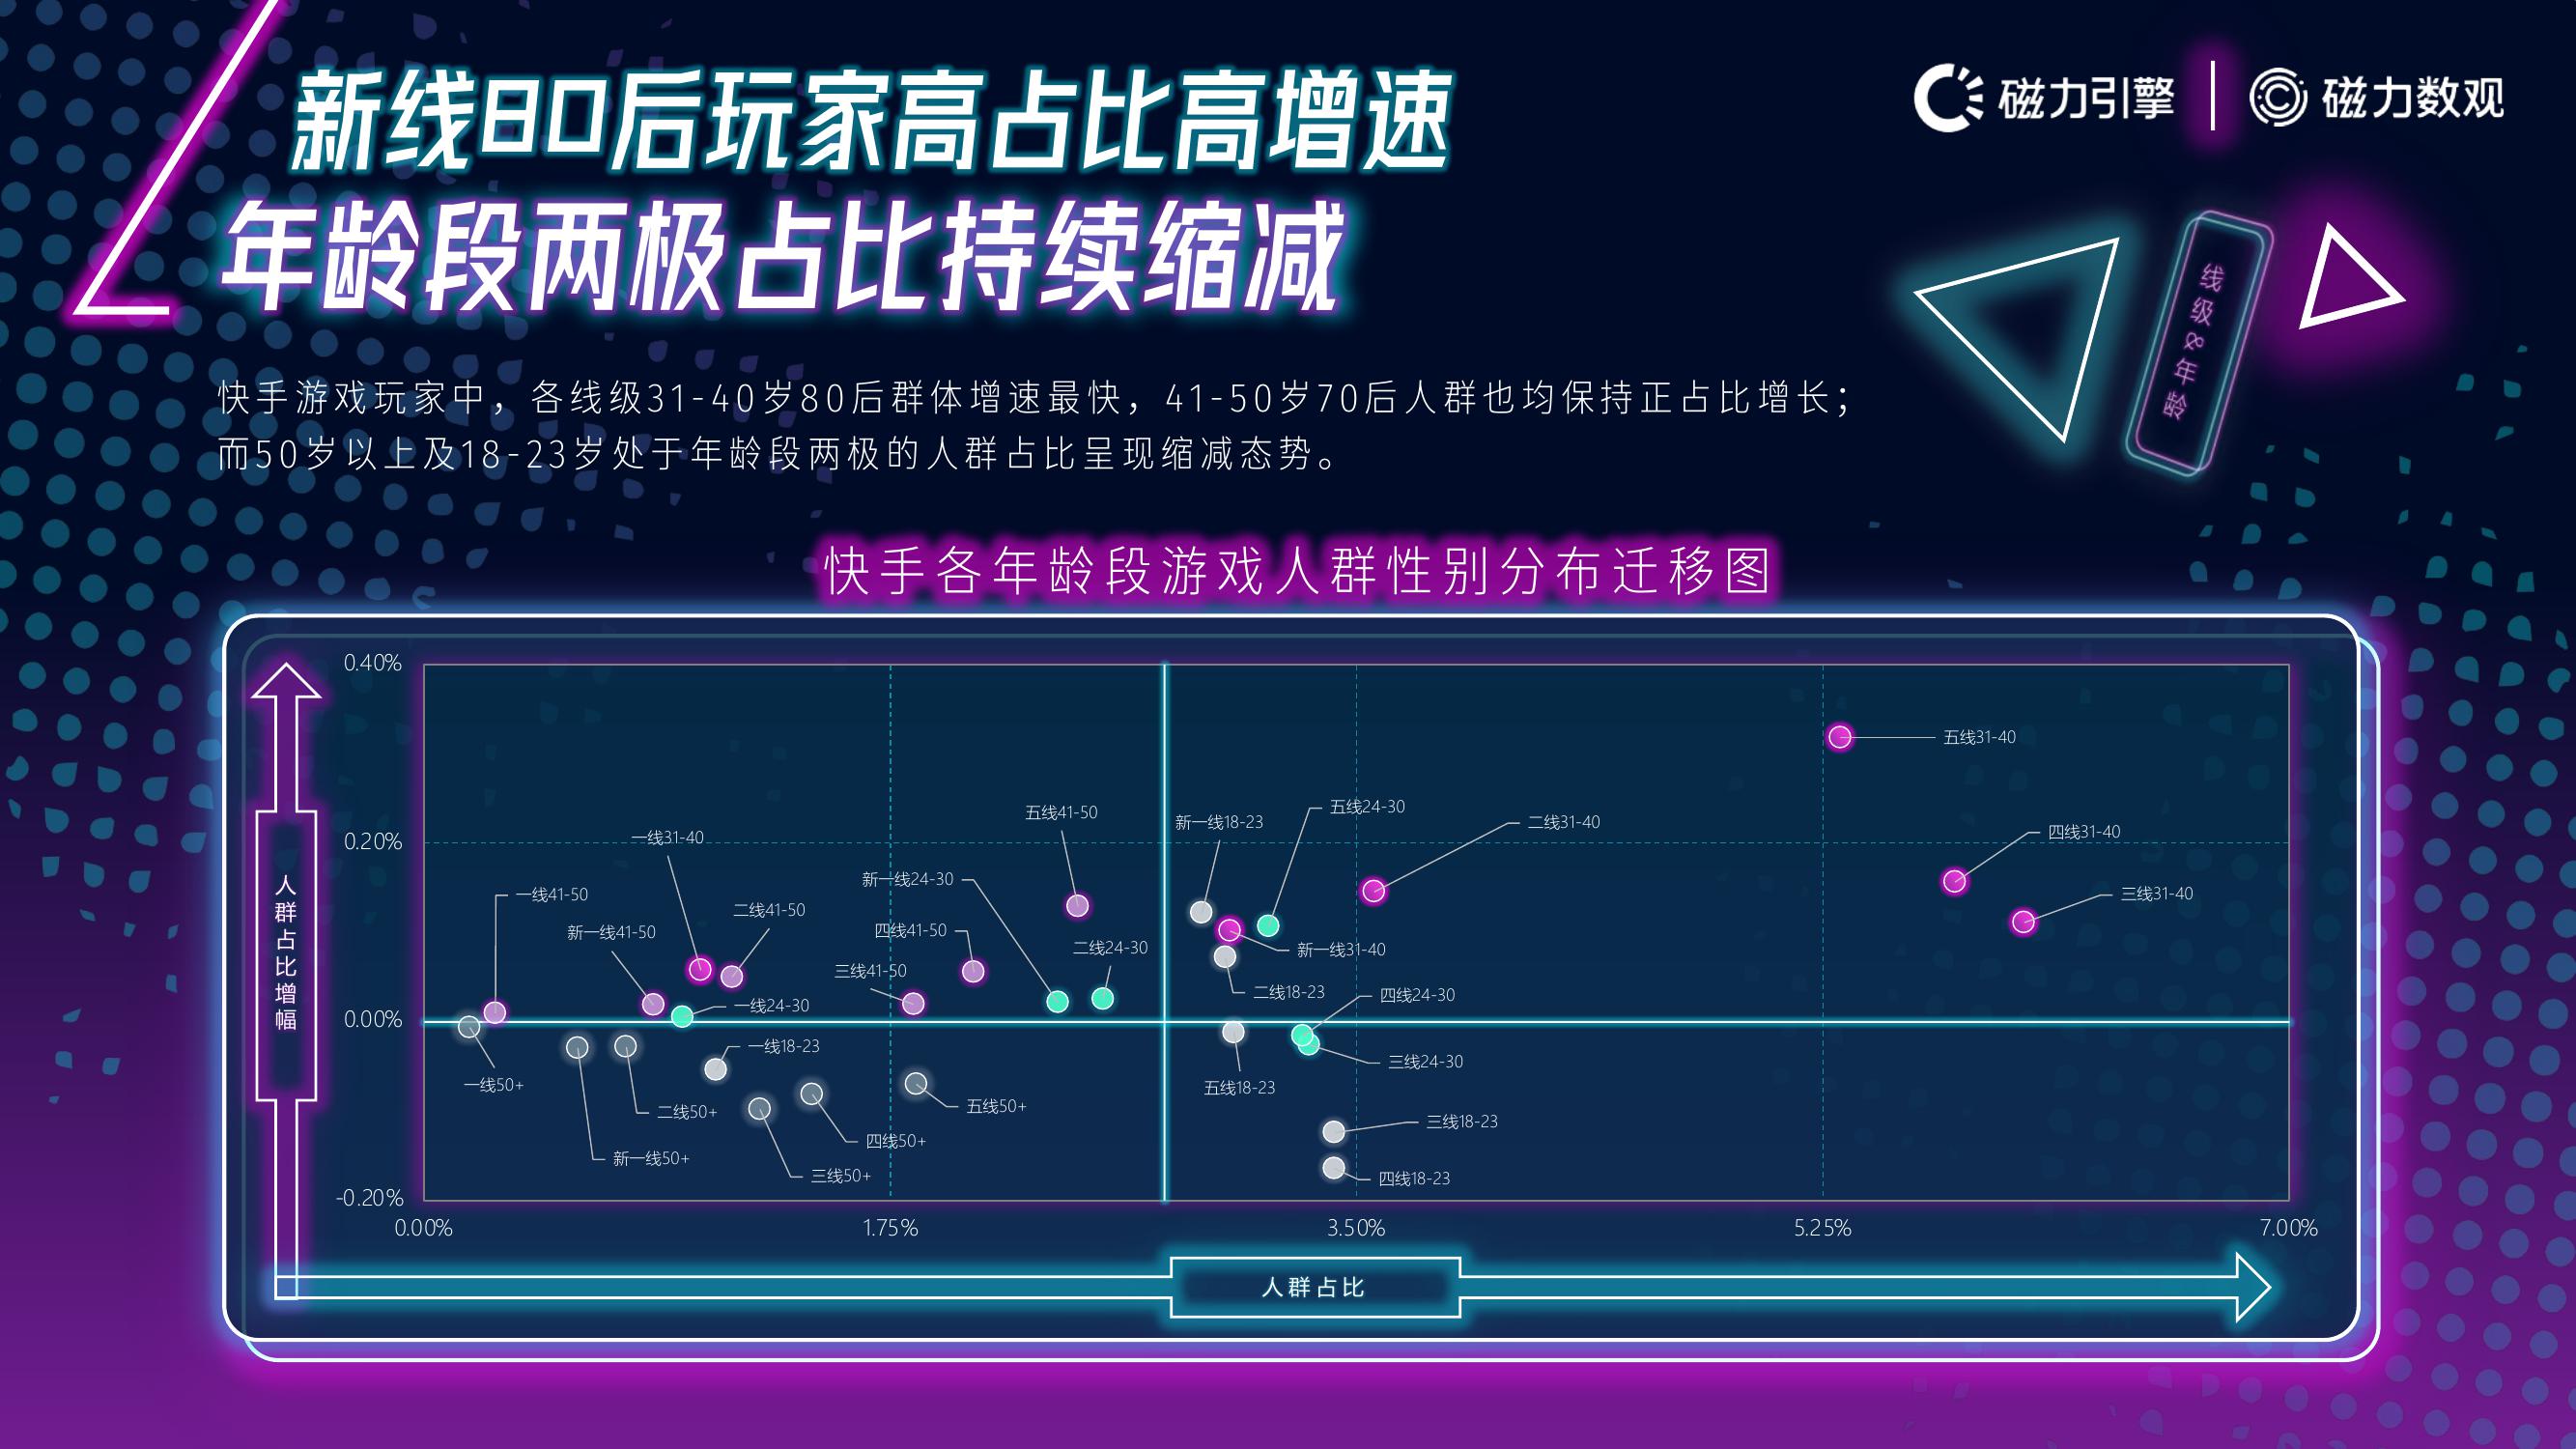 新线80后玩家高占比高增速
年龄段两极占比持续缩减
磁力引擎
磁力数观
线级&年龄
快手游戏玩家中，各线级31-40岁80后群体增速最快，41-50岁70后人群也均保持正占比增长；
而50岁以上及18-23岁处于年龄段两极的人群占比呈现缩减态势。
快手各年龄段游戏人群性别分布迁移图
人群占比增幅
0.40%
0.20%
0.00%
-0.20%
五线31-40
五线24-30
五线41-50
新一线18-23
二线31-40
四线31-40
一线31-40
新一线24-30
一线41-50
三线31-40
二线41-50
新一线41-50
四线41-50
二线24-30
新一线31-40
三线41-50
二线18-23
四线24-30
一线24-30
一线18-23
三线24-30
一线50+
五线18-23
二线50+
五线50+
三线18-23
四线50+
新一线50+
三线50+
四线18-23
0.00%
1.75%
3.50%
5.25%
7.00%
人群占比